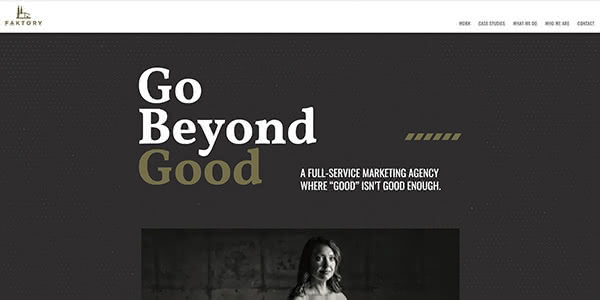 FAKTORY
WORK CASE STUDIES WHAT WE DO WHO WE ARE CONTACT
Go
Beyond
Good
A FULL-SERVICE MARKETING AGENCY
WHERE “GOOD” ISN’T GOOD ENOUGH.